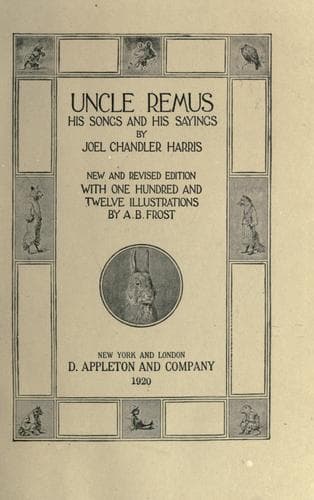 UNCLE REMUS
HIS SONGS AND HIS SAYINGS
BY
JOEL CHANDLER HARRIS
NEW AND REVISED EDITION
WITH ONE HUNDRED AND
TWELVE ILLUSTRATIONS
BY A.B. FROST
NEW YORK AND LONDON
D. APPLETON AND COMPANY
1920